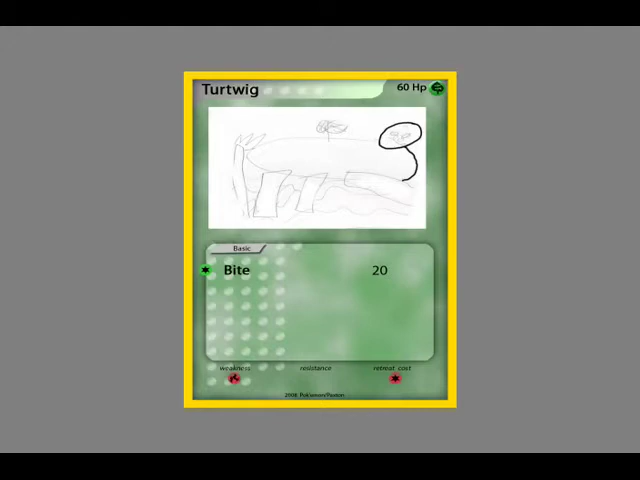 Turtwig
60 Hp
Basic
Bite 20
weakness resistance retreat cost